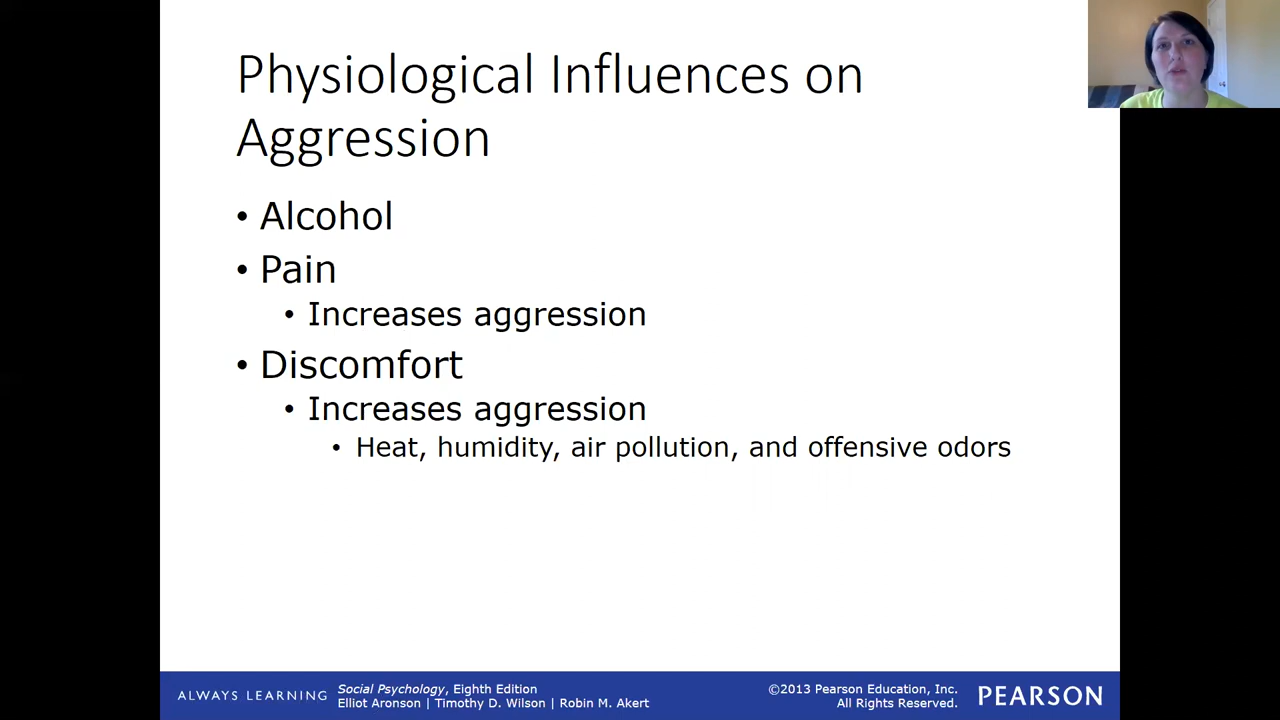 Physiological Influences on
Aggression
• Alcohol
• Pain
• Increases aggression
• Discomfort
• Increases aggression
• Heat, humidity, air pollution, and offensive odors
ALWAYS LEARNING
Social Psychology, Eighth Edition
Elliot Aronson | Timothy D. Wilson | Robin M. Akert
©2013 Pearson Education, Inc.
All Rights Reserved.
PEARSON